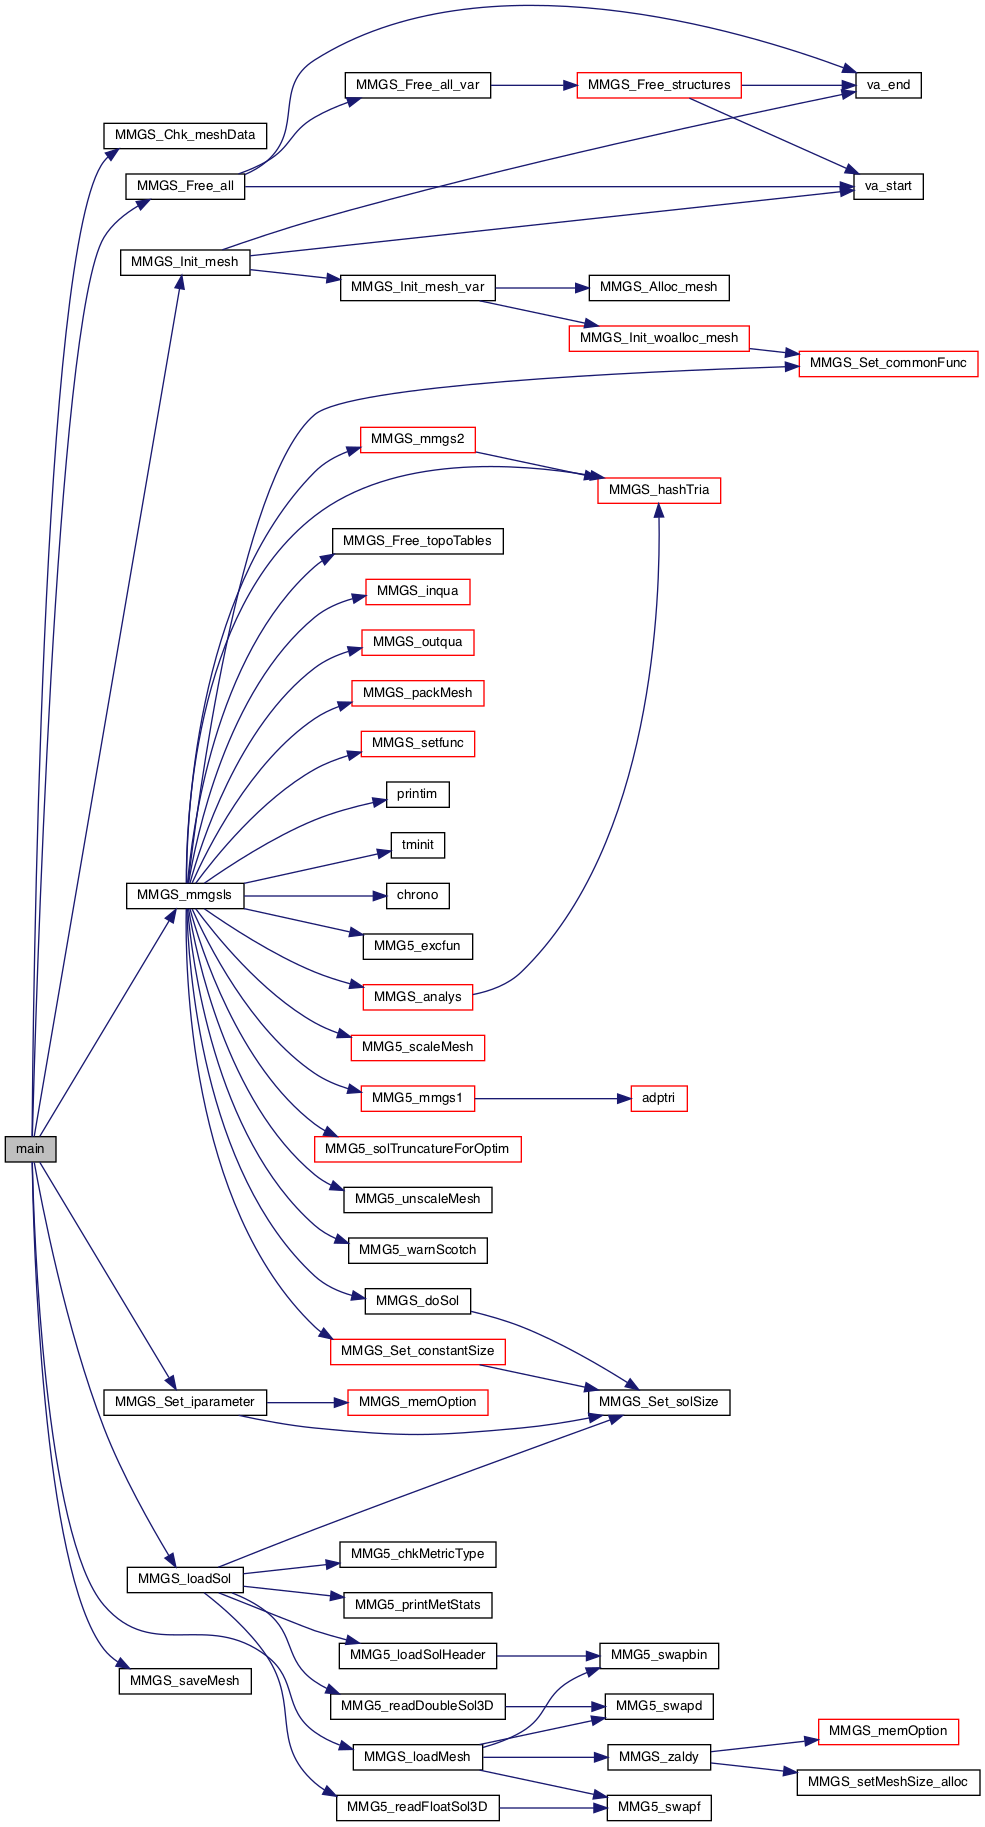 va_end
MMGS_Free_all_var
MMGS_Free_structures
MMGS_Chk_meshData
MMGS_Free_all
va_start
MMGS_Init_mesh
MMGS_Init_mesh_var
MMGS_Alloc_mesh
MMGS_Init_woalloc_mesh
MMGS_Set_commonFunc
MMGS_mmgs2
MMGS_hashTria
MMGS_Free_topoTables
MMGS_inqua
MMGS_outqua
MMGS_packMesh
MMGS_setfunc
printim
tminit
MMGS_mmgsls
chrono
MMG5_excfun
MMGS_analys
MMG5_scaleMesh
MMG5_mmgs1
adptri
main
MMG5_solTruncatureForOptim
MMG5_unscaleMesh
MMG5_warnScotch
MMGS_doSol
MMGS_Set_constantSize
MMGS_Set_iparameter
MMGS_memOption
MMGS_Set_solSize
MMGS_loadSol
MMG5_chkMetricType
MMG5_printMetStats
MMG5_loadSolHeader
MMG5_swapbin
MMGS_saveMesh
MMG5_readDoubleSol3D
MMG5_swapd
MMGS_loadMesh
MMGS_zaldy
MMGS_memOption
MMGS_setMeshSize_alloc
MMG5_readFloatSol3D
MMG5_swapf